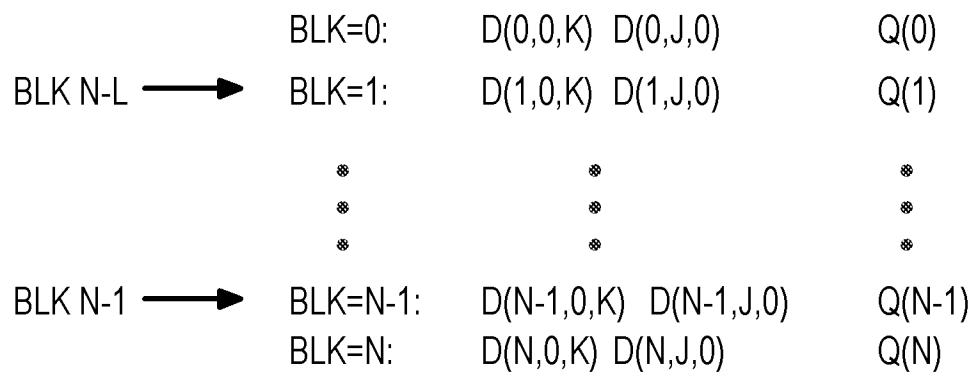 BLK=0: D(0,0,K) D(0,J,0) Q(0)
BLK N-L BLK=1: D(1,0,K) D(1,J,0) Q(1)
BLK N-1 BLK=N-1: D(N-1,0,K) D(N-1,J,0) Q(N-1)
BLK=N: D(N,0,K) D(N,J,0) Q(N)